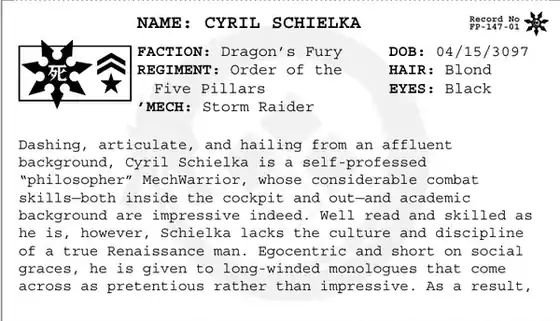 NAME: CYRIL SCHIELKA
Record No
FP-147-01
死
FACTION: Dragon’s Fury
REGIMENT: Order of the
Five Pillars
’MECH: Storm Raider
DOB: 04/15/3097
HAIR: Blond
EYES: Black
Dashing, articulate, and hailing from an affluent
background, Cyril Schielka is a self-professed
“philosopher” MechWarrior, whose considerable combat
skills—both inside the cockpit and out—and academic
background are impressive indeed. Well read and skilled as
he is, however, Schielka lacks the culture and discipline
of a true Renaissance man. Egocentric and short on social
graces, he is given to long-winded monologues that come
across as pretentious rather than impressive. As a result,